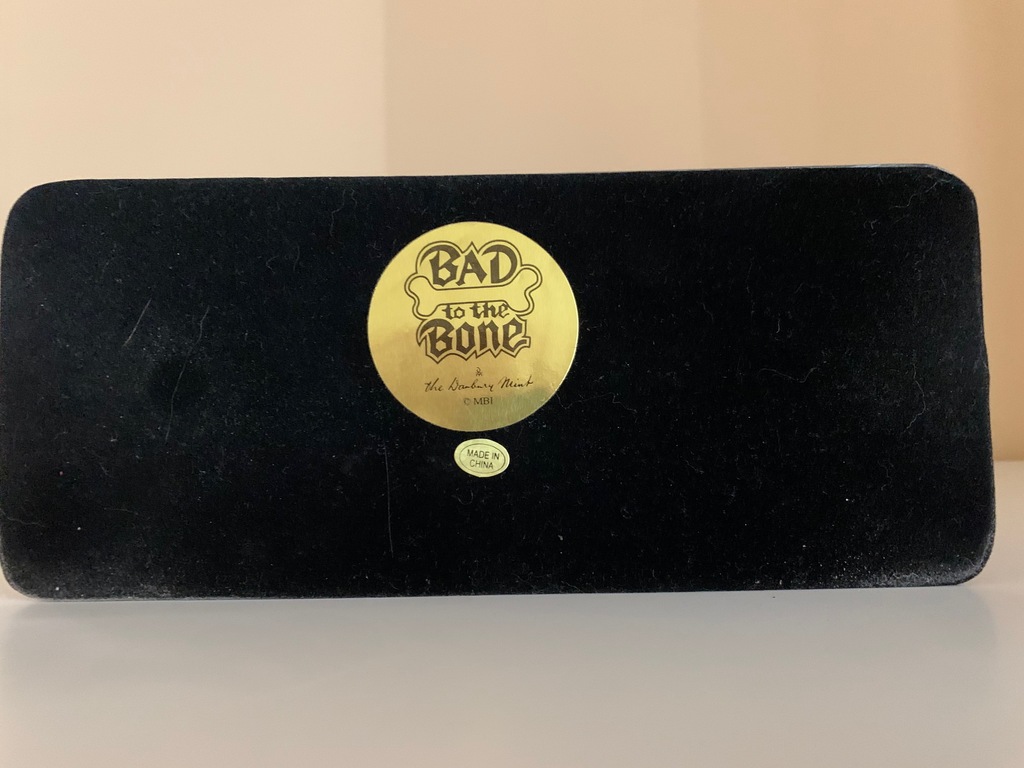 BAD
to the
Bone
The Danbury Mint
© MBI
MADE IN
CHINA